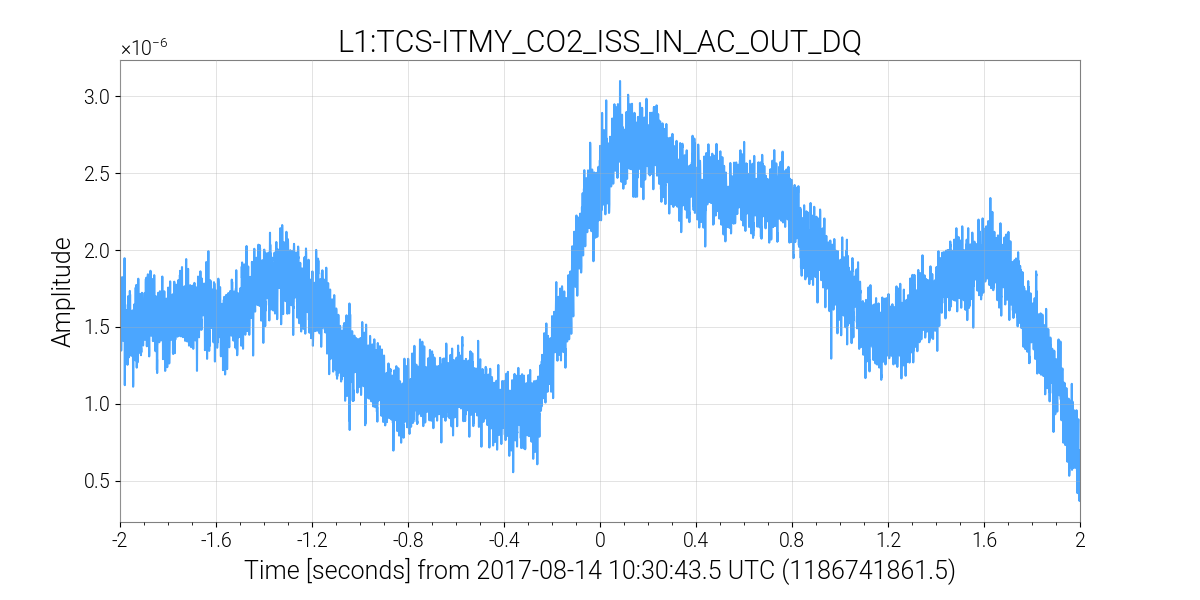 L1:TCS-ITMY_CO2_ISS_IN_AC_OUT_DQ
×10⁻⁶
3.0
2.5
2.0
1.5
1.0
0.5
Amplitude
-2 -1.6 -1.2 -0.8 -0.4 0 0.4 0.8 1.2 1.6 2
Time [seconds] from 2017-08-14 10:30:43.5 UTC (1186741861.5)